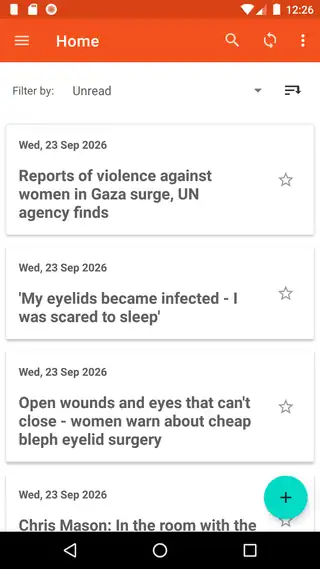 12:26
Home
Filter by: Unread
Wed, 23 Sep 2026
Reports of violence against
women in Gaza surge, UN
agency finds
Wed, 23 Sep 2026
'My eyelids became infected - I
was scared to sleep'
Wed, 23 Sep 2026
Open wounds and eyes that can't
close - women warn about cheap
bleph eyelid surgery
Wed, 23 Sep 2026
Chris Mason: In the room with the